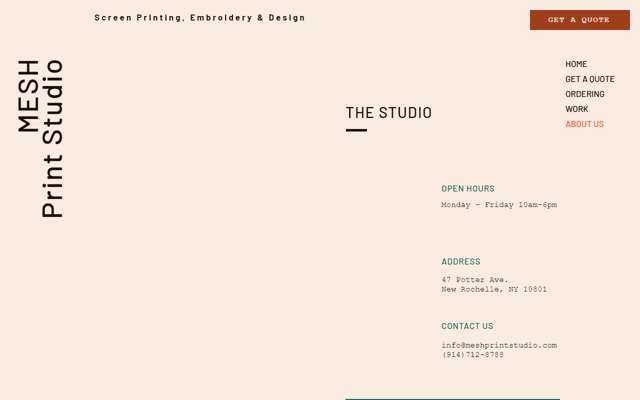 Screen Printing, Embroidery & Design
GET A QUOTE
MESH
Print Studio
HOME
GET A QUOTE
ORDERING
WORK
ABOUT US
THE STUDIO
OPEN HOURS
Monday - Friday 10am-6pm
ADDRESS
47 Potter Ave.
New Rochelle, NY 10801
CONTACT US
info@meshprintstudio.com
(914)712-8788